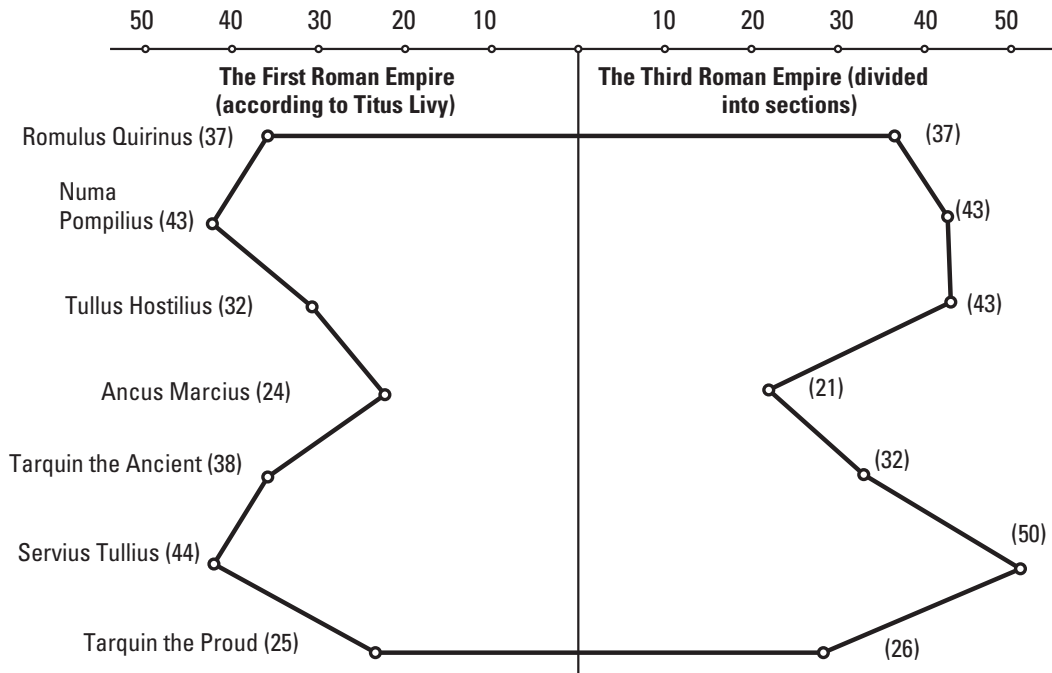 50 40 30 20 10 10 20 30 40 50
The First Roman Empire
(according to Titus Livy)
The Third Roman Empire (divided
into sections)
Romulus Quirinus (37) (37)
Numa
Pompilius (43) (43)
Tullus Hostilius (32) (43)
Ancus Marcius (24) (21)
Tarquin the Ancient (38) (32)
Servius Tullius (44) (50)
Tarquin the Proud (25) (26)